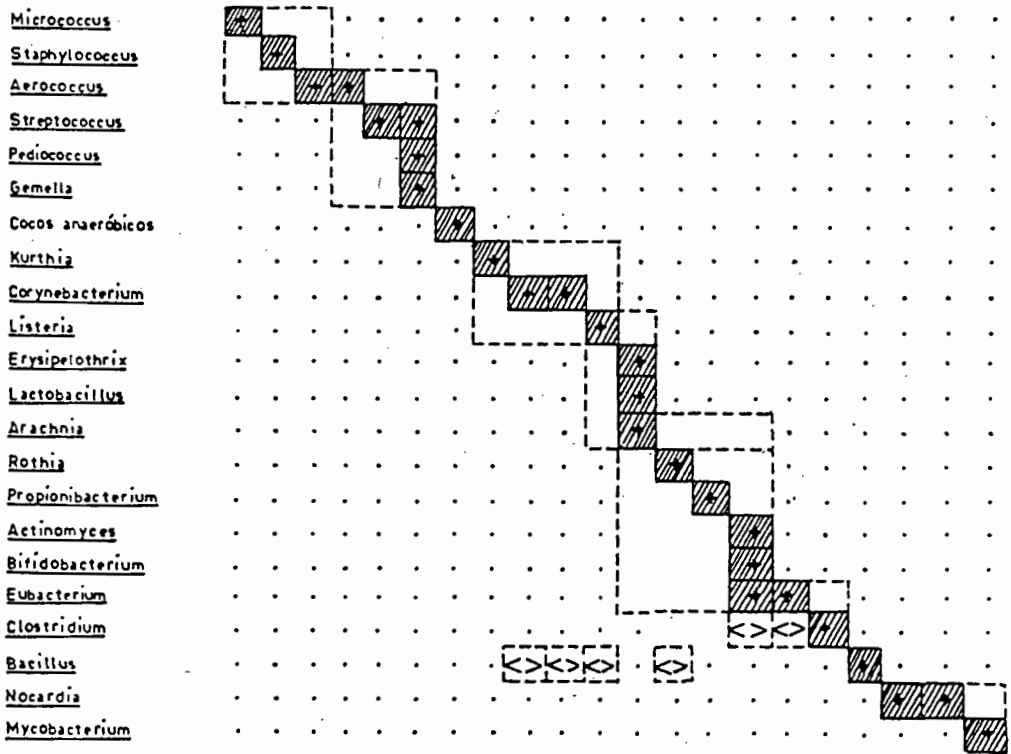 Micrococcus
Staphylococcus
Aerococcus
Streptococcus
Pediococcus
Gemella
Cocos anaeróbicos
Kurthia
Corynebacterium
Listeria
Erysipelothrix
Lactobacillus
Arachnia
Rothia
Propionibacterium
Actinomyces
Bifidobacterium
Eubacterium
Clostridium <> <>
Bacillus <> <> <> <>
Nocardia
Mycobacterium